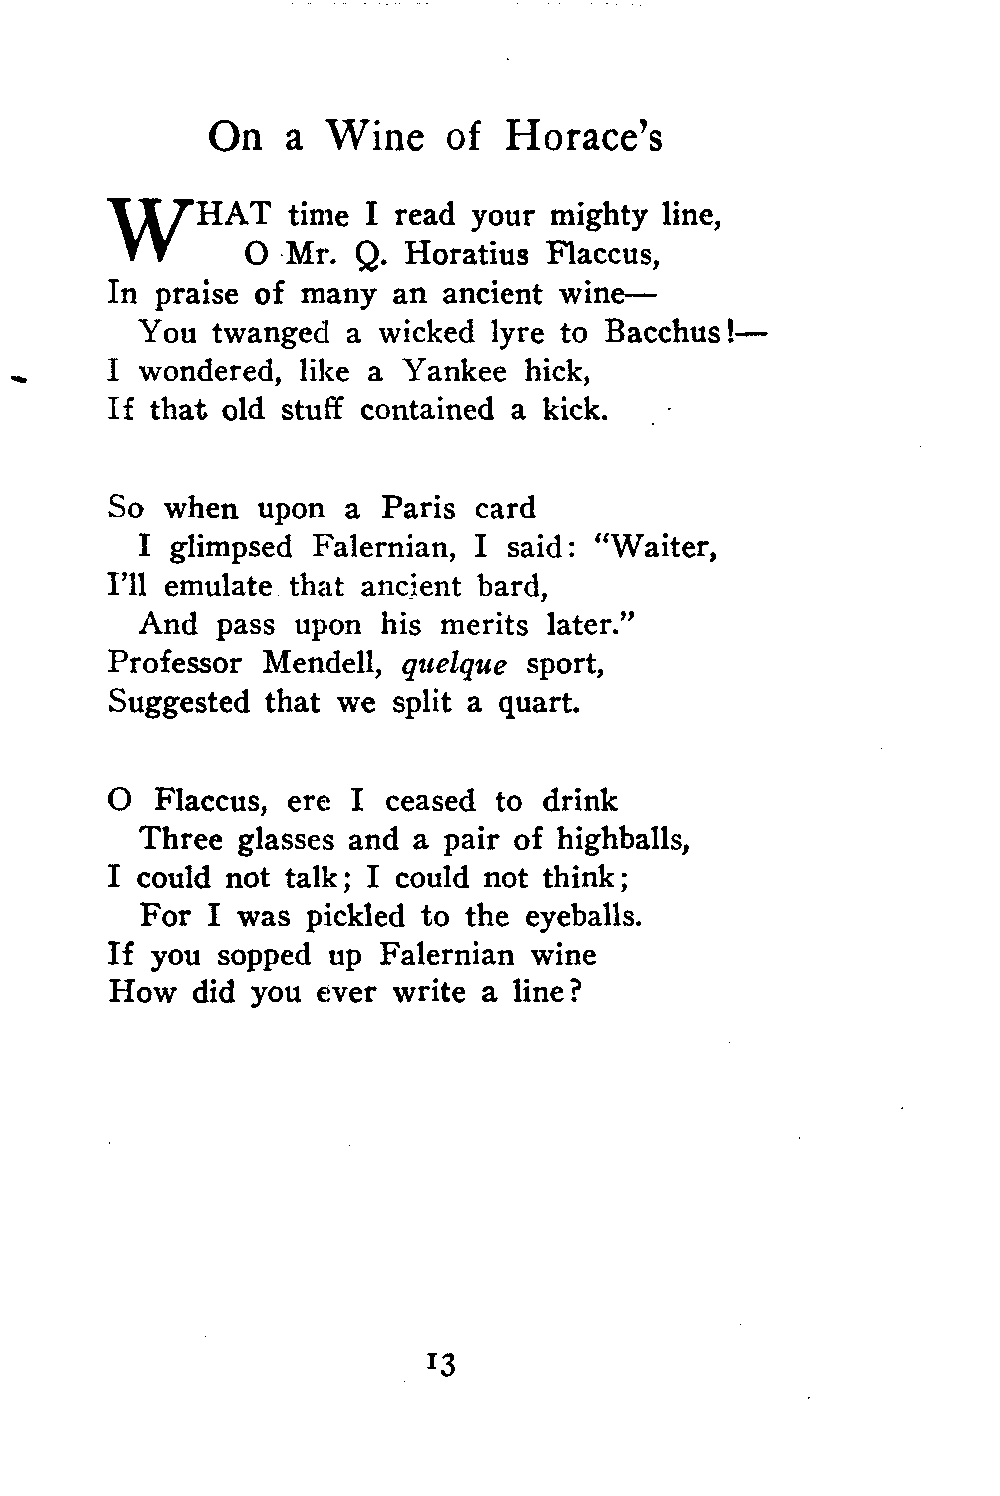 On a Wine of Horace's
WHAT time I read your mighty line,
O Mr. Q. Horatius Flaccus,
In praise of many an ancient wine—
You twanged a wicked lyre to Bacchus!—
I wondered, like a Yankee hick,
If that old stuff contained a kick.
So when upon a Paris card
I glimpsed Falernian, I said: “Waiter,
I'll emulate that ancient bard,
And pass upon his merits later.”
Professor Mendell, quelque sport,
Suggested that we split a quart.
O Flaccus, ere I ceased to drink
Three glasses and a pair of highballs,
I could not talk; I could not think;
For I was pickled to the eyeballs.
If you sopped up Falernian wine
How did you ever write a line?
13